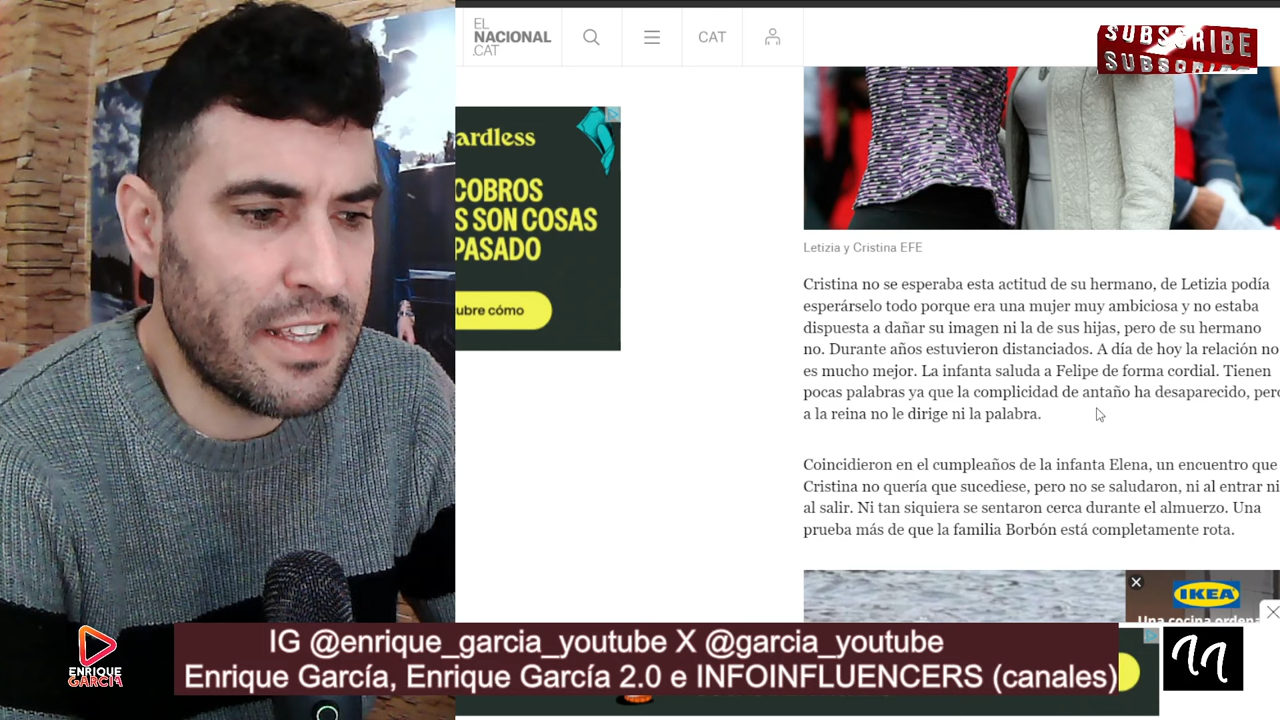 EL
NACIONAL
.CAT
CAT
SUBSCRIBE
SUBSCRIBE
ardless
COBROS
S SON COSAS
PASADO
ubre cómo
Letizia y Cristina EFE
Cristina no se esperaba esta actitud de su hermano, de Letizia podía
esperárselo todo porque era una mujer muy ambiciosa y no estaba
dispuesta a dañar su imagen ni la de sus hijas, pero de su hermano
no. Durante años estuvieron distanciados. A día de hoy la relación no
es mucho mejor. La infanta saluda a Felipe de forma cordial. Tienen
pocas palabras ya que la complicidad de antaño ha desaparecido, pero
a la reina no le dirige ni la palabra.
Coincidieron en el cumpleaños de la infanta Elena, un encuentro que
Cristina no quería que sucediese, pero no se saludaron, ni al entrar ni
al salir. Ni tan siquiera se sentaron cerca durante el almuerzo. Una
prueba más de que la familia Borbón está completamente rota.
IKEA
Una cocina ordena
IG @enrique_garcia_youtube X @garcia_youtube
Enrique García, Enrique García 2.0 e INFOINFLUENCERS (canales)
ENRIQUE
GARCÍA